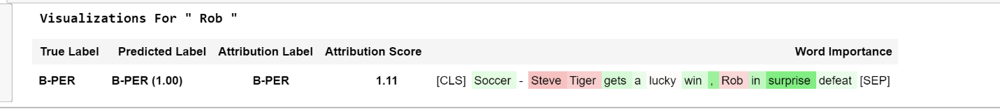 Visualizations For " Rob "
True Label Predicted Label Attribution Label Attribution Score Word Importance
B-PER B-PER (1.00) B-PER 1.11 [CLS] Soccer - Steve Tiger gets a lucky win , Rob in surprise defeat [SEP]